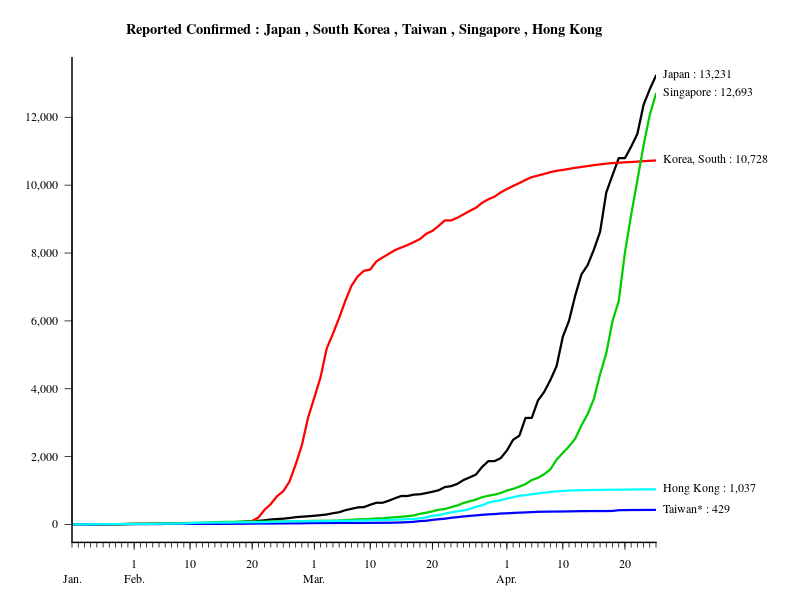 Reported Confirmed : Japan , South Korea , Taiwan , Singapore , Hong Kong
Japan : 13,231
Singapore : 12,693
12,000
Korea, South : 10,728
10,000
8,000
6,000
4,000
2,000
Hong Kong : 1,037
Taiwan* : 429
0
1 10 20 1 10 20 1 10 20
Jan. Feb. Mar. Apr.